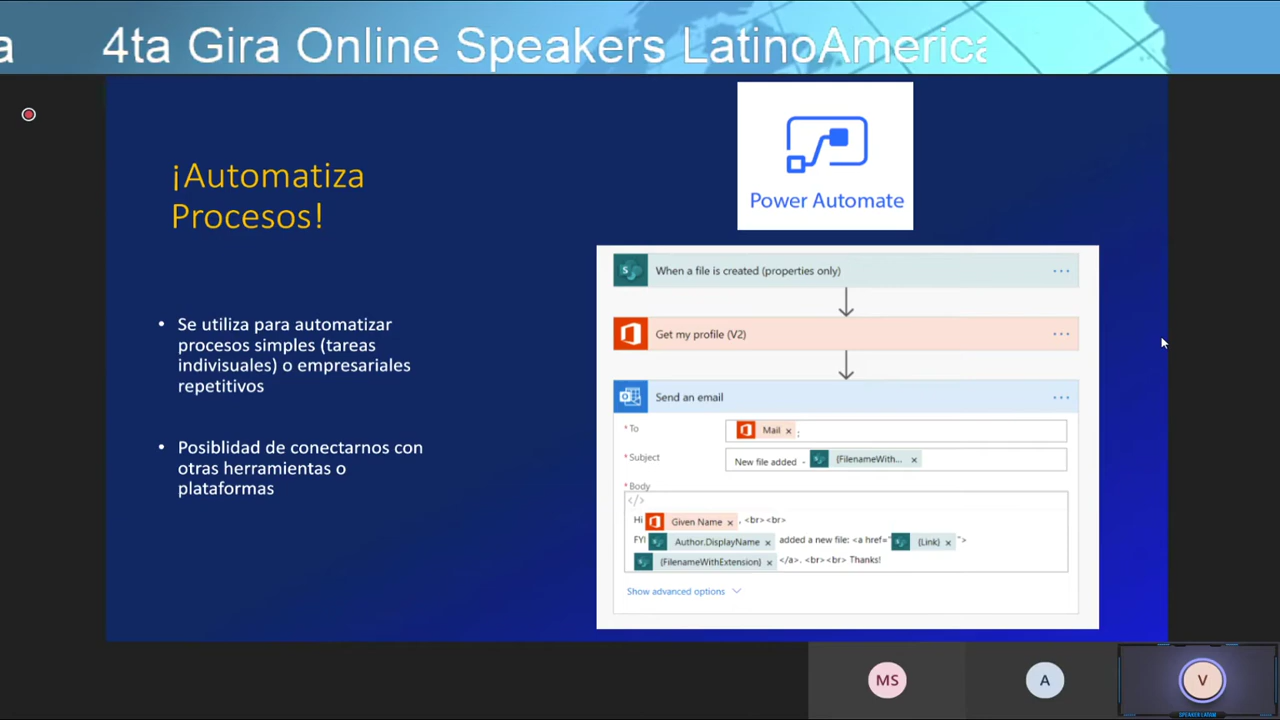 a 4ta Gira Online Speakers LatinoAmerica
¡Automatiza
Procesos!
• Se utiliza para automatizar
procesos simples (tareas
indivisuales) o empresariales
repetitivos
• Posiblidad de conectarnos con
otras herramientas o
plataformas
Power Automate
When a file is created (properties only) ...
Get my profile (V2) ...
Send an email ...
* To Mail × ;
* Subject New file added - {FilenameWith... ×
* Body
</>
Hi Given Name × , <br><br>
FYI Author.DisplayName × added a new file: <a href=" {Link} × ">
{FilenameWithExtension} × </a>. <br><br> Thanks!
Show advanced options
MS A V
SPEAKER LATAM